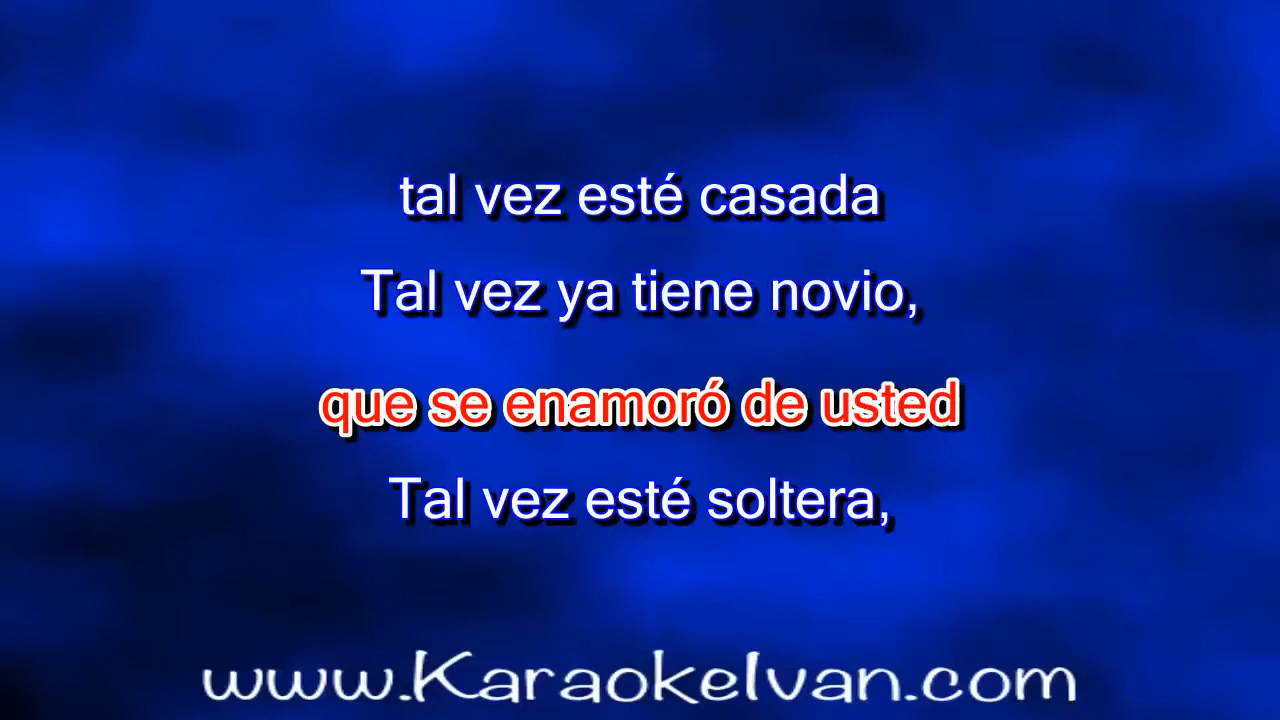 tal vez esté casada
Tal vez ya tiene novio,
que se enamoró de usted
Tal vez esté soltera,
www.KaraokeIvan.com